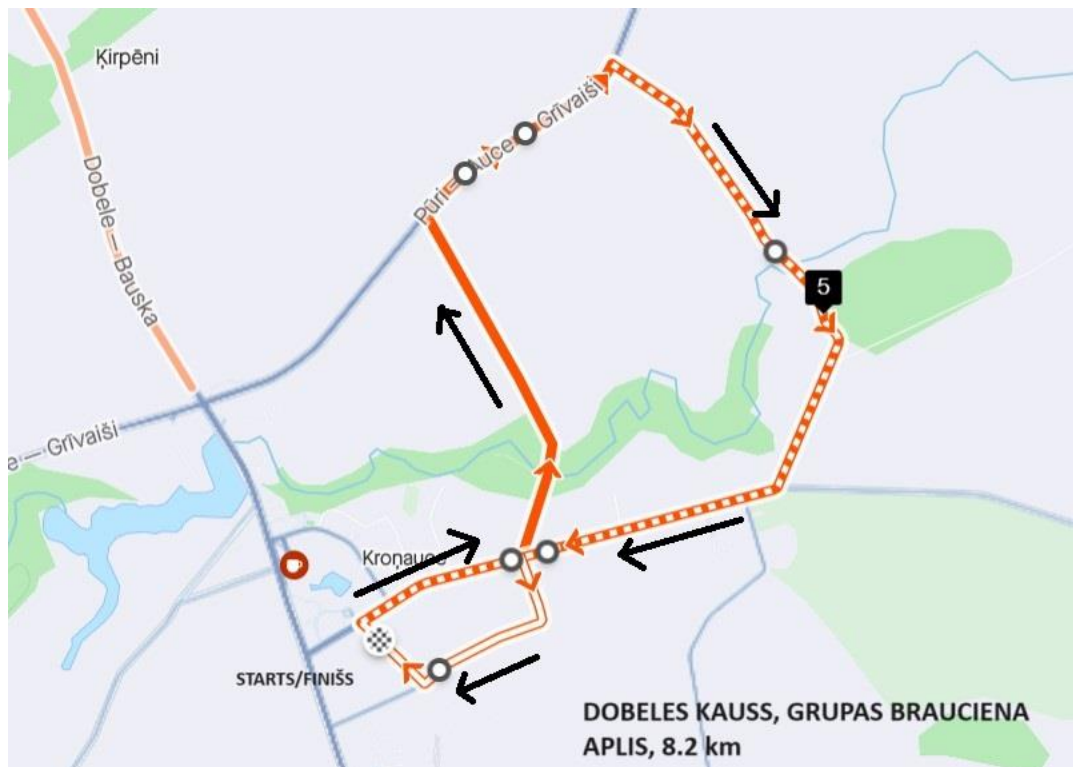 Ķirpēni
Dobele — Bauska
Pūri
Auce
Grīvaiši
5
e — Grīvaiši
Kroņauce
STARTS/FINIŠS
DOBELES KAUSS, GRUPAS BRAUCIENA
APLIS, 8.2 km